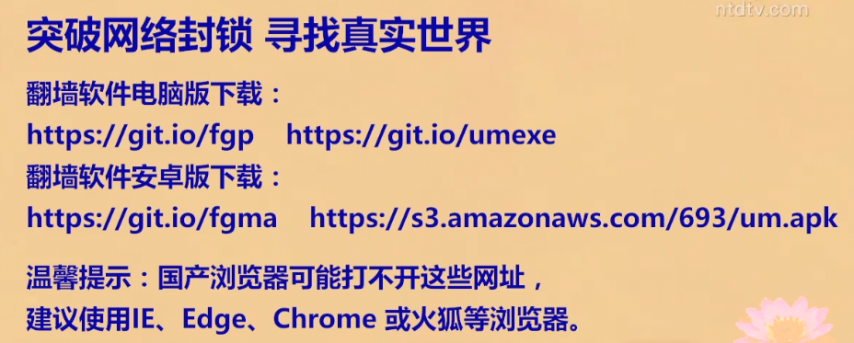 ntdtv.com
突破网络封锁 寻找真实世界
翻墙软件电脑版下载：
https://git.io/fgp https://git.io/umexe
翻墙软件安卓版下载：
https://git.io/fgma https://s3.amazonaws.com/693/um.apk
温馨提示：国产浏览器可能打不开这些网址，
建议使用IE、Edge、Chrome 或火狐等浏览器。